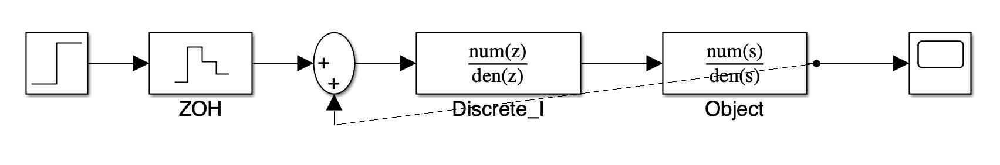 +
+
num(z)
den(z)
num(s)
den(s)
ZOH
Discrete_I
Object